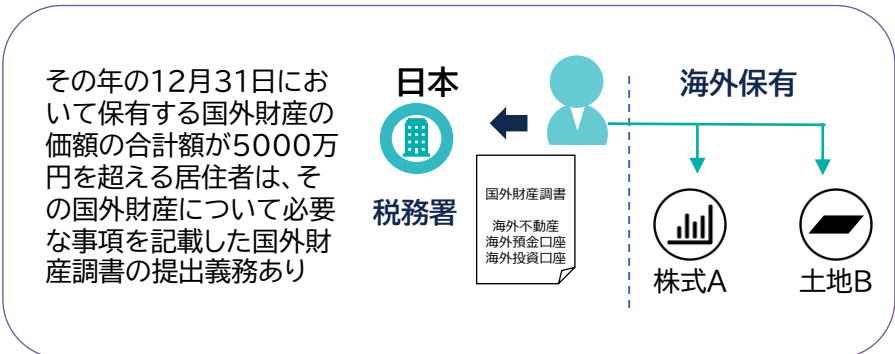 その年の12月31日にお
いて保有する国外財産の
価額の合計額が5000万
円を超える居住者は、そ
の国外財産について必要
な事項を記載した国外財
産調書の提出義務あり
日本
税務署
国外財産調書
海外不動産
海外預金口座
海外投資口座
海外保有
株式A
土地B